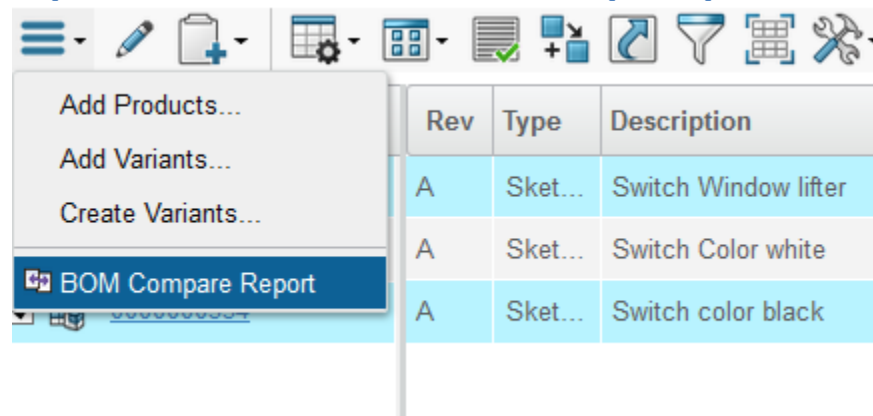 Add Products...
Add Variants...
Create Variants...
BOM Compare Report
Rev Type Description
A Sket... Switch Window lifter
A Sket... Switch Color white
A Sket... Switch color black